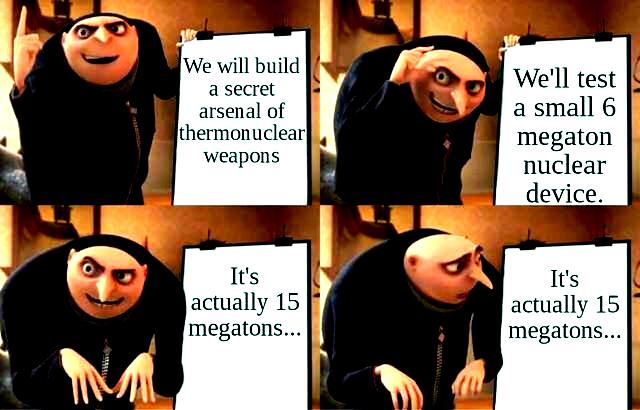 We will build
a secret
arsenal of
thermonuclear
weapons
We'll test
a small 6
megaton
nuclear
device.
It's
actually 15
megatons...
It's
actually 15
megatons...